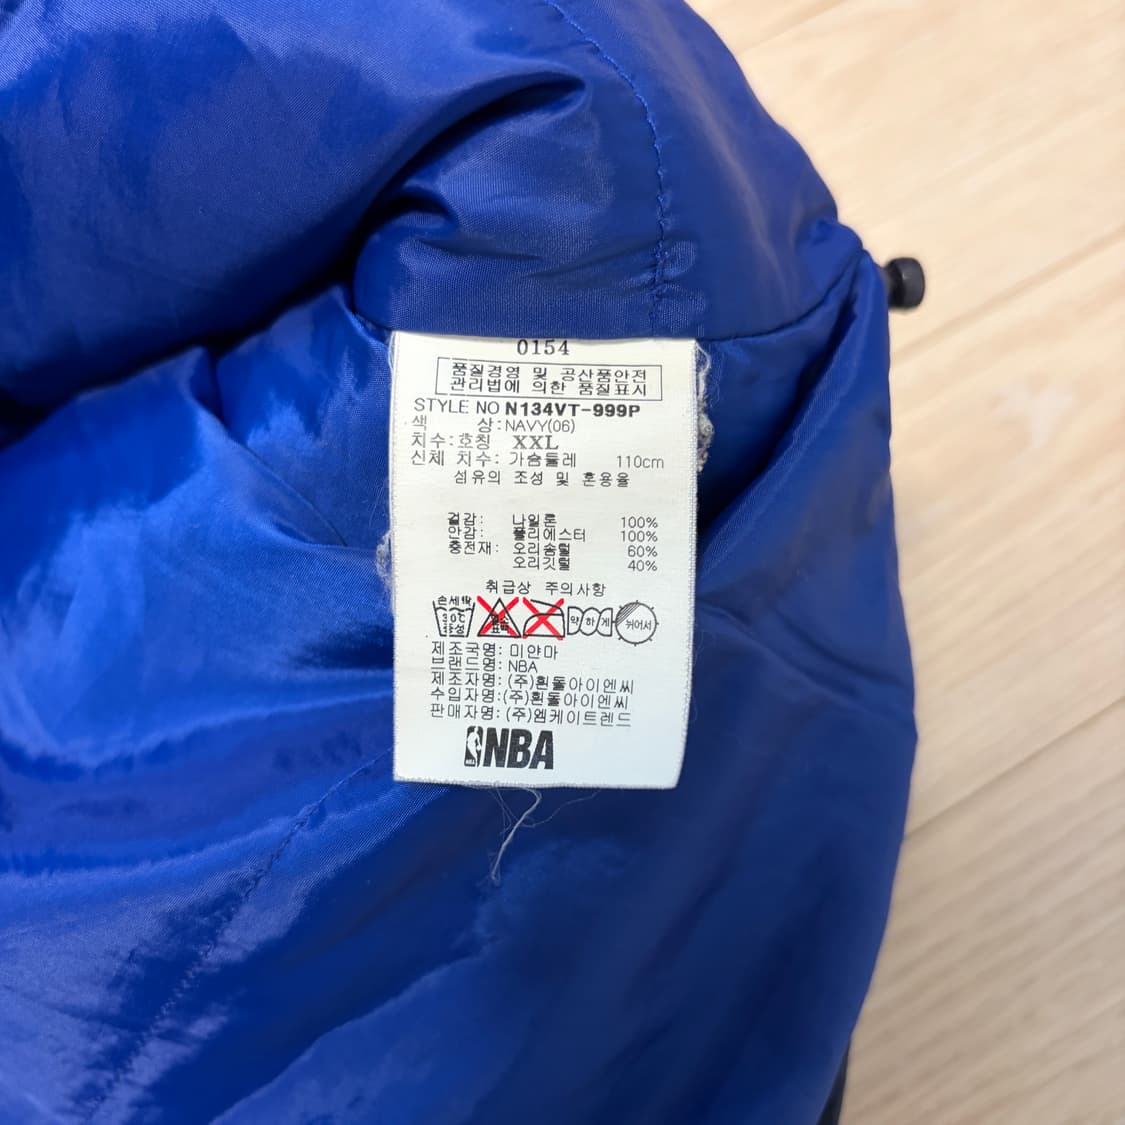 0154
품질경영 및 공산품안전
관리법에 의한 품질표시
STYLE NO N134VT-999P
색 상:NAVY(06)
치수:호칭 XXL
신체 치수:가슴둘레 110cm
섬유의 조성 및 혼용율
겉감: 나일론 100%
안감: 폴리에스터 100%
충전재: 오리솜털 60%
오리깃털 40%
취급상 주의사항
손세탁
30℃
중성
표백
약하게
뉘어서
제조국명:미얀마
브랜드명:NBA
제조자명:(주)흰돌아이엔씨
수입자명:(주)흰돌아이엔씨
판매자명:(주)엠케이트렌드
NBA